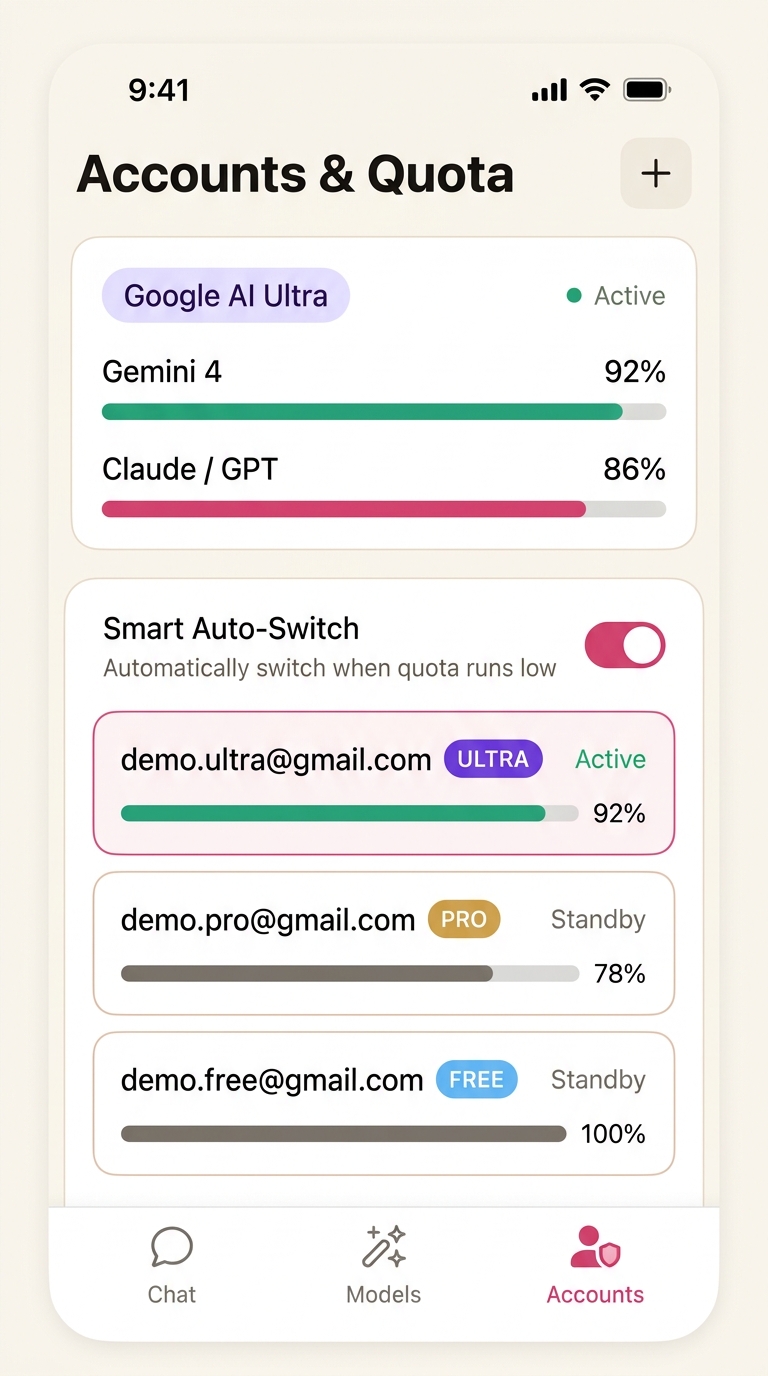 9:41
Accounts & Quota
Google AI Ultra
Active
Gemini 4
92%
Claude / GPT
86%
Smart Auto-Switch
Automatically switch when quota runs low
demo.ultra@gmail.com
ULTRA
Active
92%
demo.pro@gmail.com
PRO
Standby
78%
demo.free@gmail.com
FREE
Standby
100%
Chat
Models
Accounts